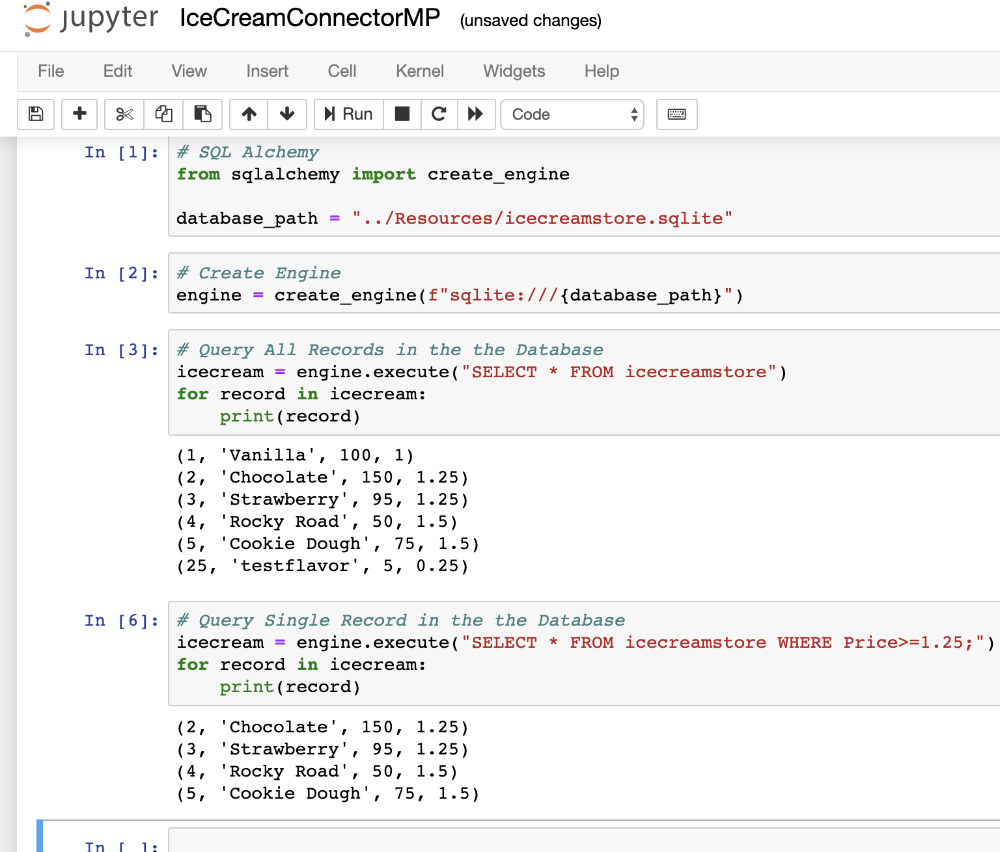 jupyter IceCreamConnectorMP (unsaved changes)
File Edit View Insert Cell Kernel Widgets Help
Run Code
In [1]: # SQL Alchemy
from sqlalchemy import create_engine
database_path = "../Resources/icecreamstore.sqlite"
In [2]: # Create Engine
engine = create_engine(f"sqlite:///{database_path}")
In [3]: # Query All Records in the the Database
icecream = engine.execute("SELECT * FROM icecreamstore")
for record in icecream:
    print(record)
(1, 'Vanilla', 100, 1)
(2, 'Chocolate', 150, 1.25)
(3, 'Strawberry', 95, 1.25)
(4, 'Rocky Road', 50, 1.5)
(5, 'Cookie Dough', 75, 1.5)
(25, 'testflavor', 5, 0.25)
In [6]: # Query Single Record in the the Database
icecream = engine.execute("SELECT * FROM icecreamstore WHERE Price>=1.25;")
for record in icecream:
    print(record)
(2, 'Chocolate', 150, 1.25)
(3, 'Strawberry', 95, 1.25)
(4, 'Rocky Road', 50, 1.5)
(5, 'Cookie Dough', 75, 1.5)
In [ ]: